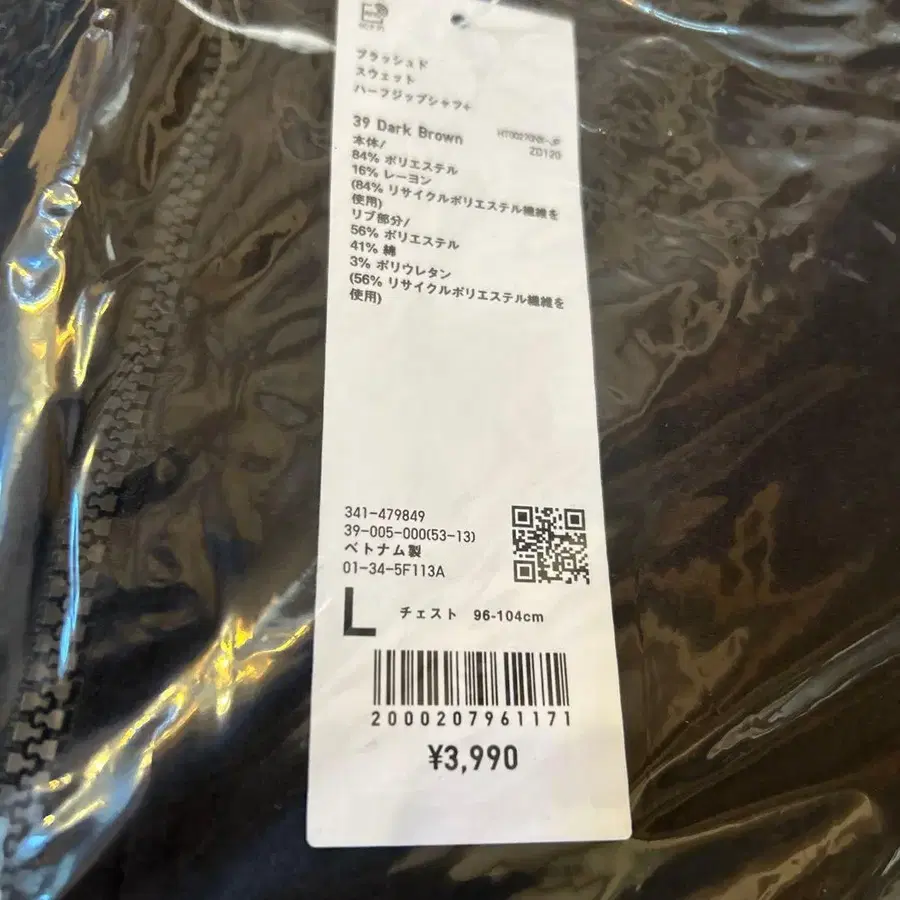 ブラッシュド
スウェット
ハーフジップシャツ+
39 Dark Brown
本体/
84% ポリエステル
16% レーヨン
(84% リサイクルポリエステル繊維を
使用)
リブ部分/
56% ポリエステル
41% 綿
3% ポリウレタン
(56% リサイクルポリエステル繊維を
使用)
ZO120
341-479849
39-005-000(53-13)
ベトナム製
01-34-5F113A
L チェスト 96-104cm
2000207961171
¥3,990